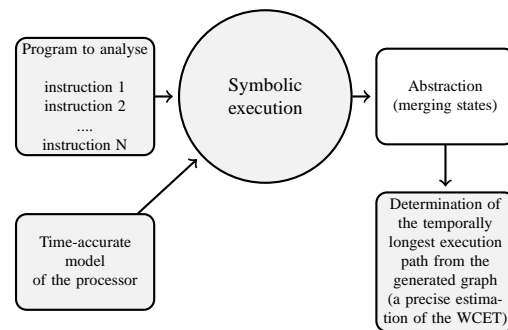 Program to analyse
instruction 1
instruction 2
....
instruction N
Symbolic
execution
Abstraction
(merging states)
Time-accurate
model
of the processor
Determination of
the temporally
longest execution
path from the
generated graph
(a precise estima-
tion of the WCET)